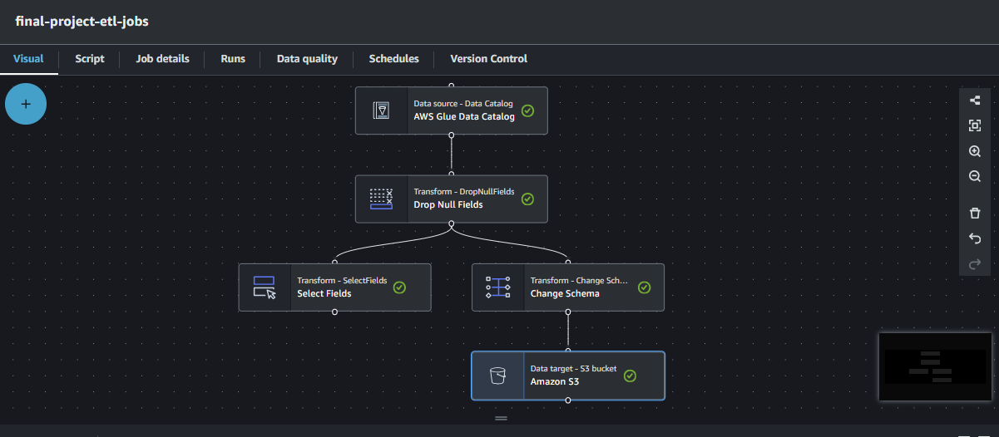 final-project-etl-jobs
Visual
Script
Job details
Runs
Data quality
Schedules
Version Control
+
Data source - Data Catalog
AWS Glue Data Catalog
Transform - DropNullFields
Drop Null Fields
Transform - SelectFields
Select Fields
Transform - Change Sch...
Change Schema
Data target - S3 bucket
Amazon S3